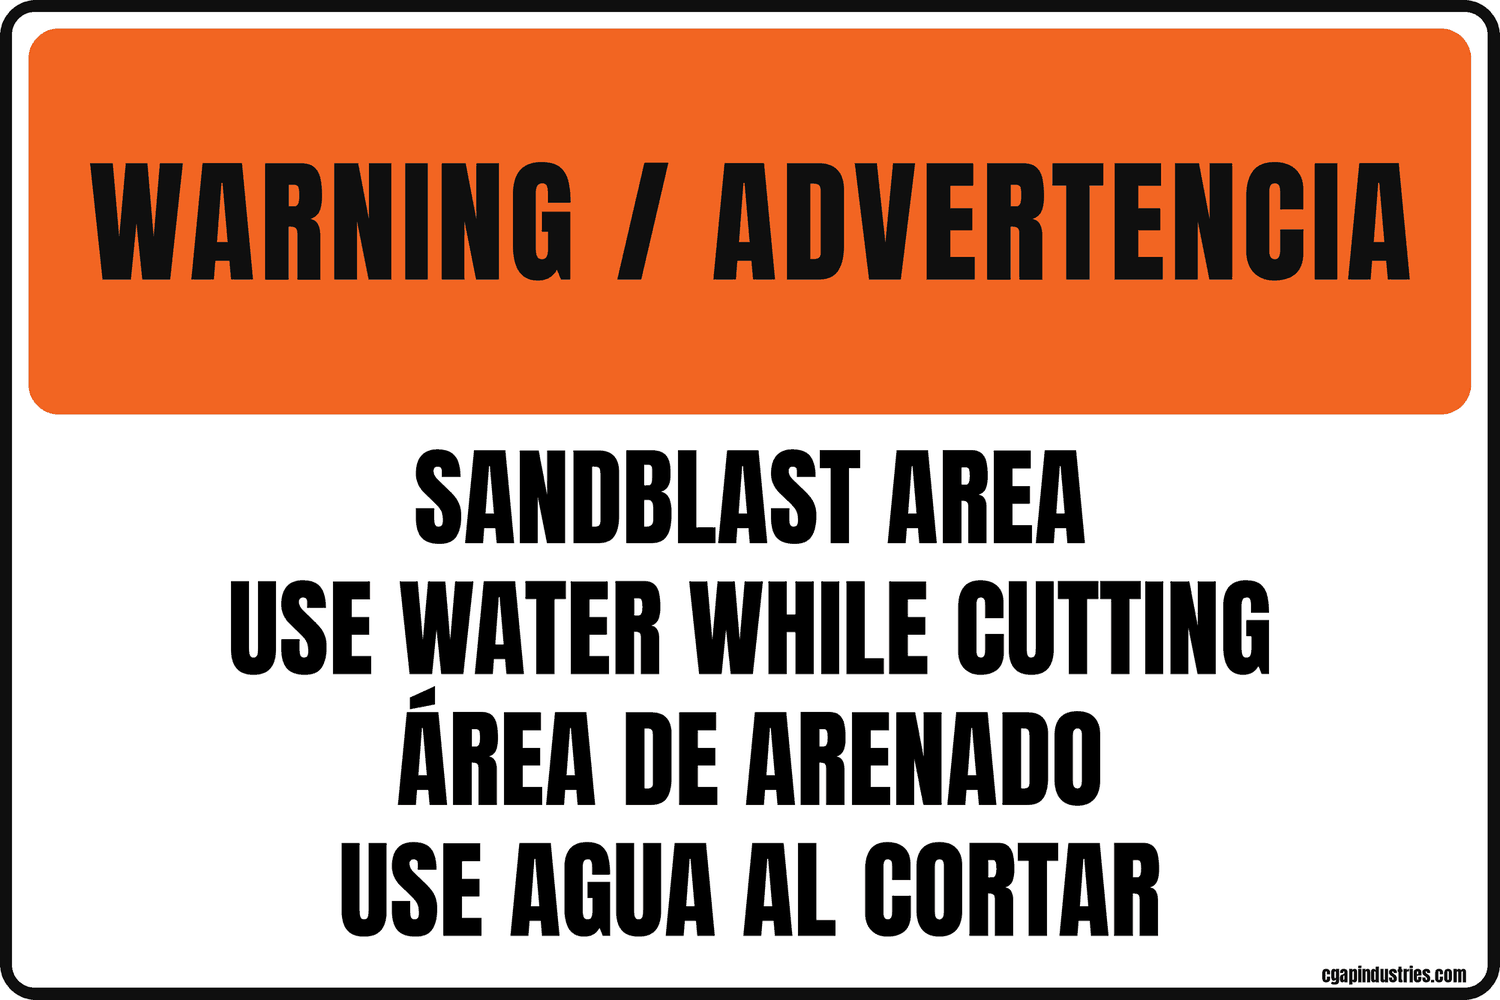 WARNING / ADVERTENCIA
SANDBLAST AREA
USE WATER WHILE CUTTING
ÁREA DE ARENADO
USE AGUA AL CORTAR
cgapindustries.com